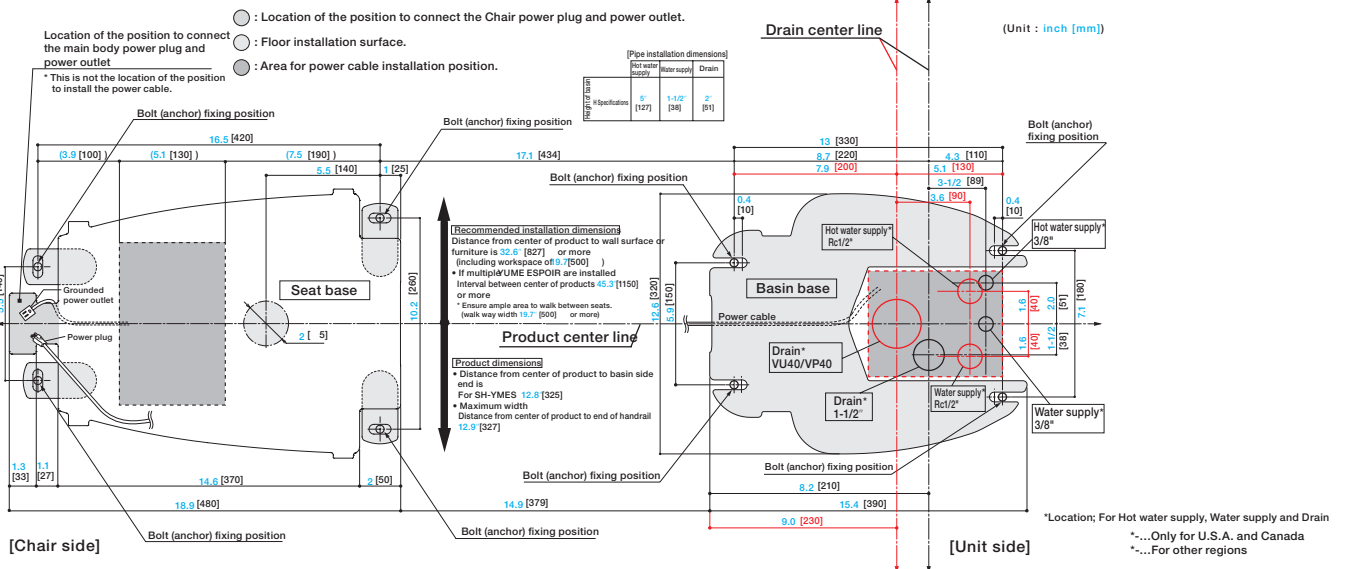 : Location of the position to connect the Chair power plug and power outlet.
: Floor installation surface.
: Area for power cable installation position.
Location of the position to connect
the main body power plug and
power outlet
* This is not the location of the position
to install the power cable.
[Pipe installation dimensions]
Hot water supply Water supply Drain
Height of basin
※Specifications
5" 1-1/2" 2"
[127] [38] [51]
Drain center line
(Unit : inch [mm])
Bolt (anchor) fixing position
Bolt (anchor) fixing position
Bolt (anchor)
fixing position
16.5 [420]
(3.9 [100] ) (5.1 [130] ) (7.5 [190] )
17.1 [434]
5.5 [140] 1 [25]
13 [330]
8.7 [220] 4.3 [110]
7.9 [200] 5.1 [130]
Bolt (anchor) fixing position
3-1/2 [89]
3.6 [90]
0.4
[10]
0.4
[10]
Hot water supply*
Rc1/2"
Hot water supply*
3/8"
Recommended installation dimensions
Distance from center of product to wall surface or
furniture is 32.6" [827] or more
(including workspace of 19.7 [500] )
• If multiple YUME ESPOIR are installed
Interval between center of products 45.3" [1150]
or more
* Ensure ample area to walk between seats.
(walk way width 19.7" [500] or more)
Grounded
power outlet
Seat base
Basin base
10.2 [260]
12.6 [320]
5.9 [150]
1.6
[40]
2.0
[51]
7.1 [180]
1.6
[40]
1-1/2
[38]
Power cable
Power plug
2 [ 5]
Product center line
Product dimensions
• Distance from center of product to basin side
end is
For SH-YMES 12.8" [325]
• Maximum width
Distance from center of product to end of handrail
12.9" [327]
Drain*
VU40/VP40
Drain*
1-1/2"
Water supply*
Rc1/2"
Water supply*
3/8"
1.3
[33]
1.1
[27]
14.6 [370] 2 [50]
18.9 [480]
14.9 [379]
Bolt (anchor) fixing position
Bolt (anchor) fixing position
8.2 [210]
15.4 [390]
9.0 [230]
Bolt (anchor) fixing position
Bolt (anchor) fixing position
[Chair side]
[Unit side]
*Location; For Hot water supply, Water supply and Drain
*-...Only for U.S.A. and Canada
*-...For other regions